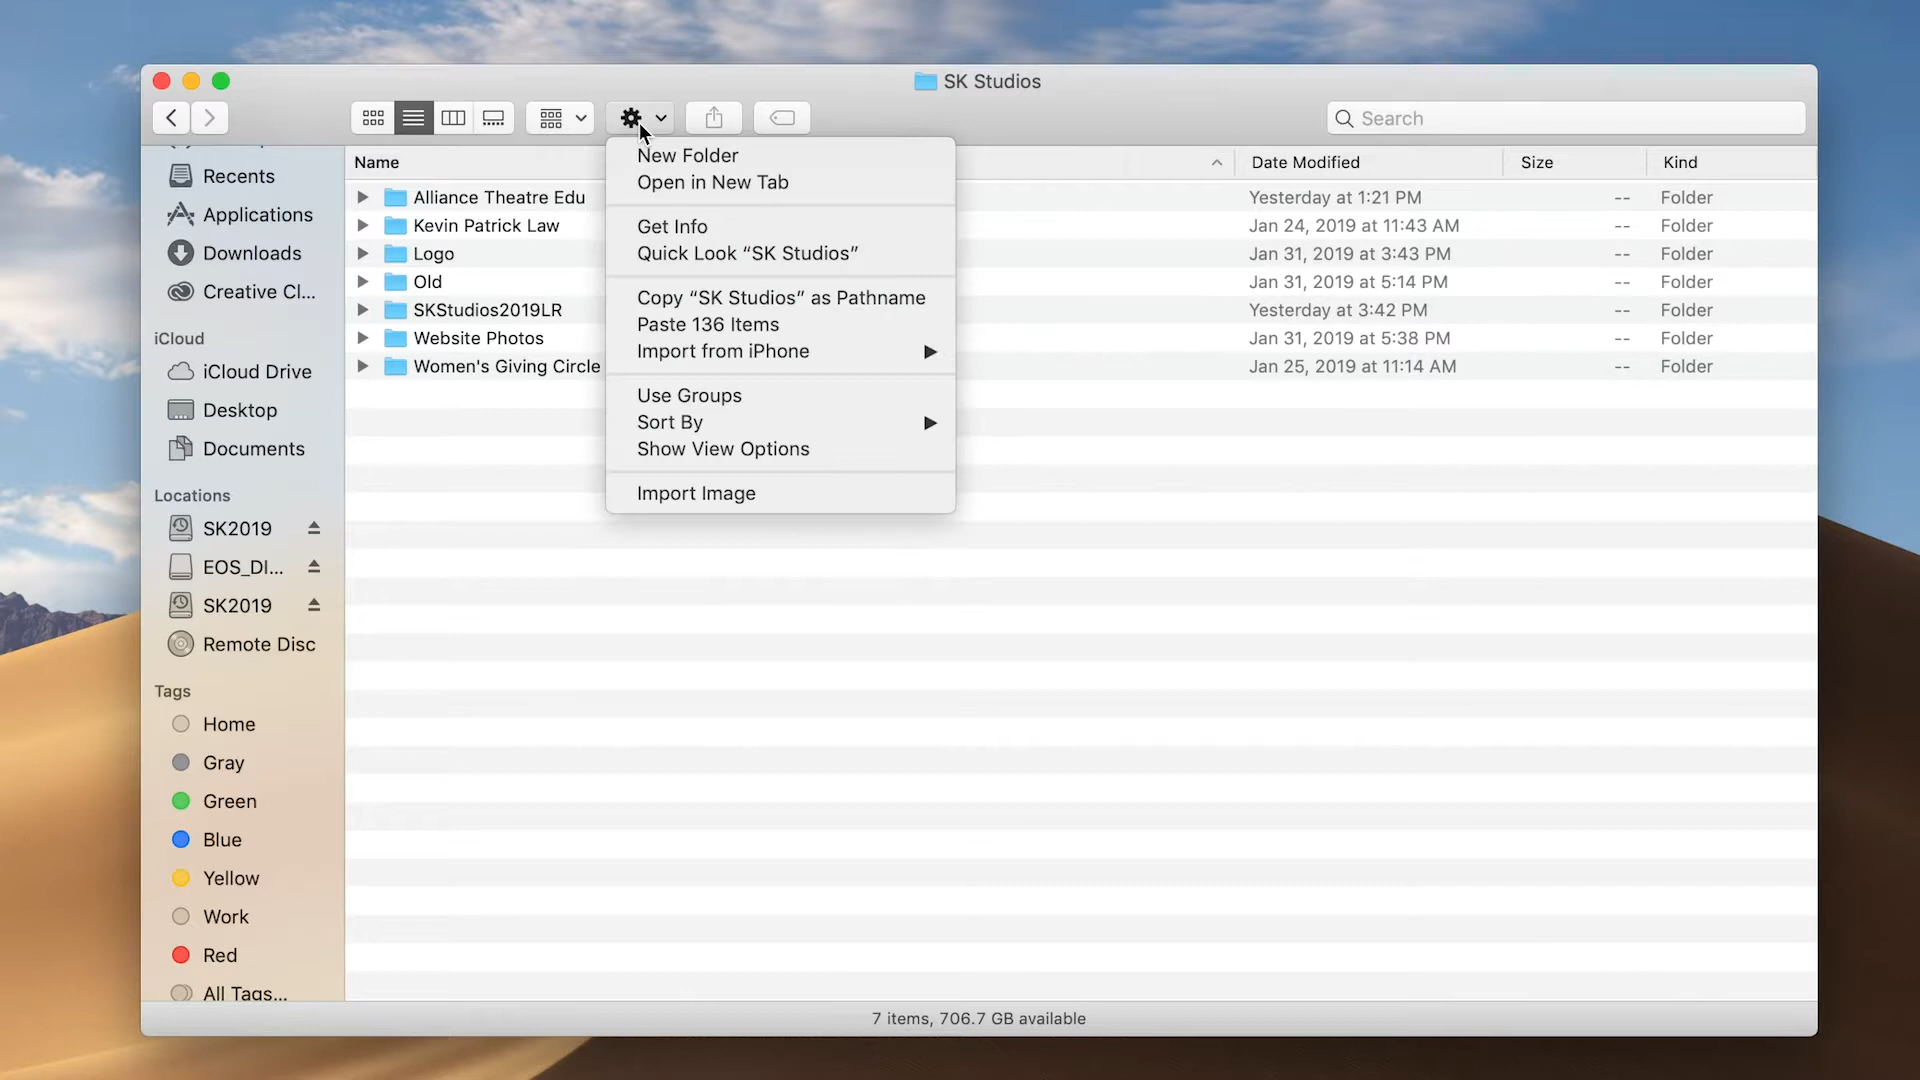 SK Studios
Search
Recents
Applications
Downloads
Creative Cl...
iCloud
iCloud Drive
Desktop
Documents
Locations
SK2019
EOS_DI...
SK2019
Remote Disc
Tags
Home
Gray
Green
Blue
Yellow
Work
Red
All Tags...
Name
Date Modified
Size
Kind
Alliance Theatre Edu
Yesterday at 1:21 PM
--
Folder
Kevin Patrick Law
Jan 24, 2019 at 11:43 AM
--
Folder
Logo
Jan 31, 2019 at 3:43 PM
--
Folder
Old
Jan 31, 2019 at 5:14 PM
--
Folder
SKStudios2019LR
Yesterday at 3:42 PM
--
Folder
Website Photos
Jan 31, 2019 at 5:38 PM
--
Folder
Women's Giving Circle
Jan 25, 2019 at 11:14 AM
--
Folder
New Folder
Open in New Tab
Get Info
Quick Look “SK Studios”
Copy “SK Studios” as Pathname
Paste 136 Items
Import from iPhone
Use Groups
Sort By
Show View Options
Import Image
7 items, 706.7 GB available